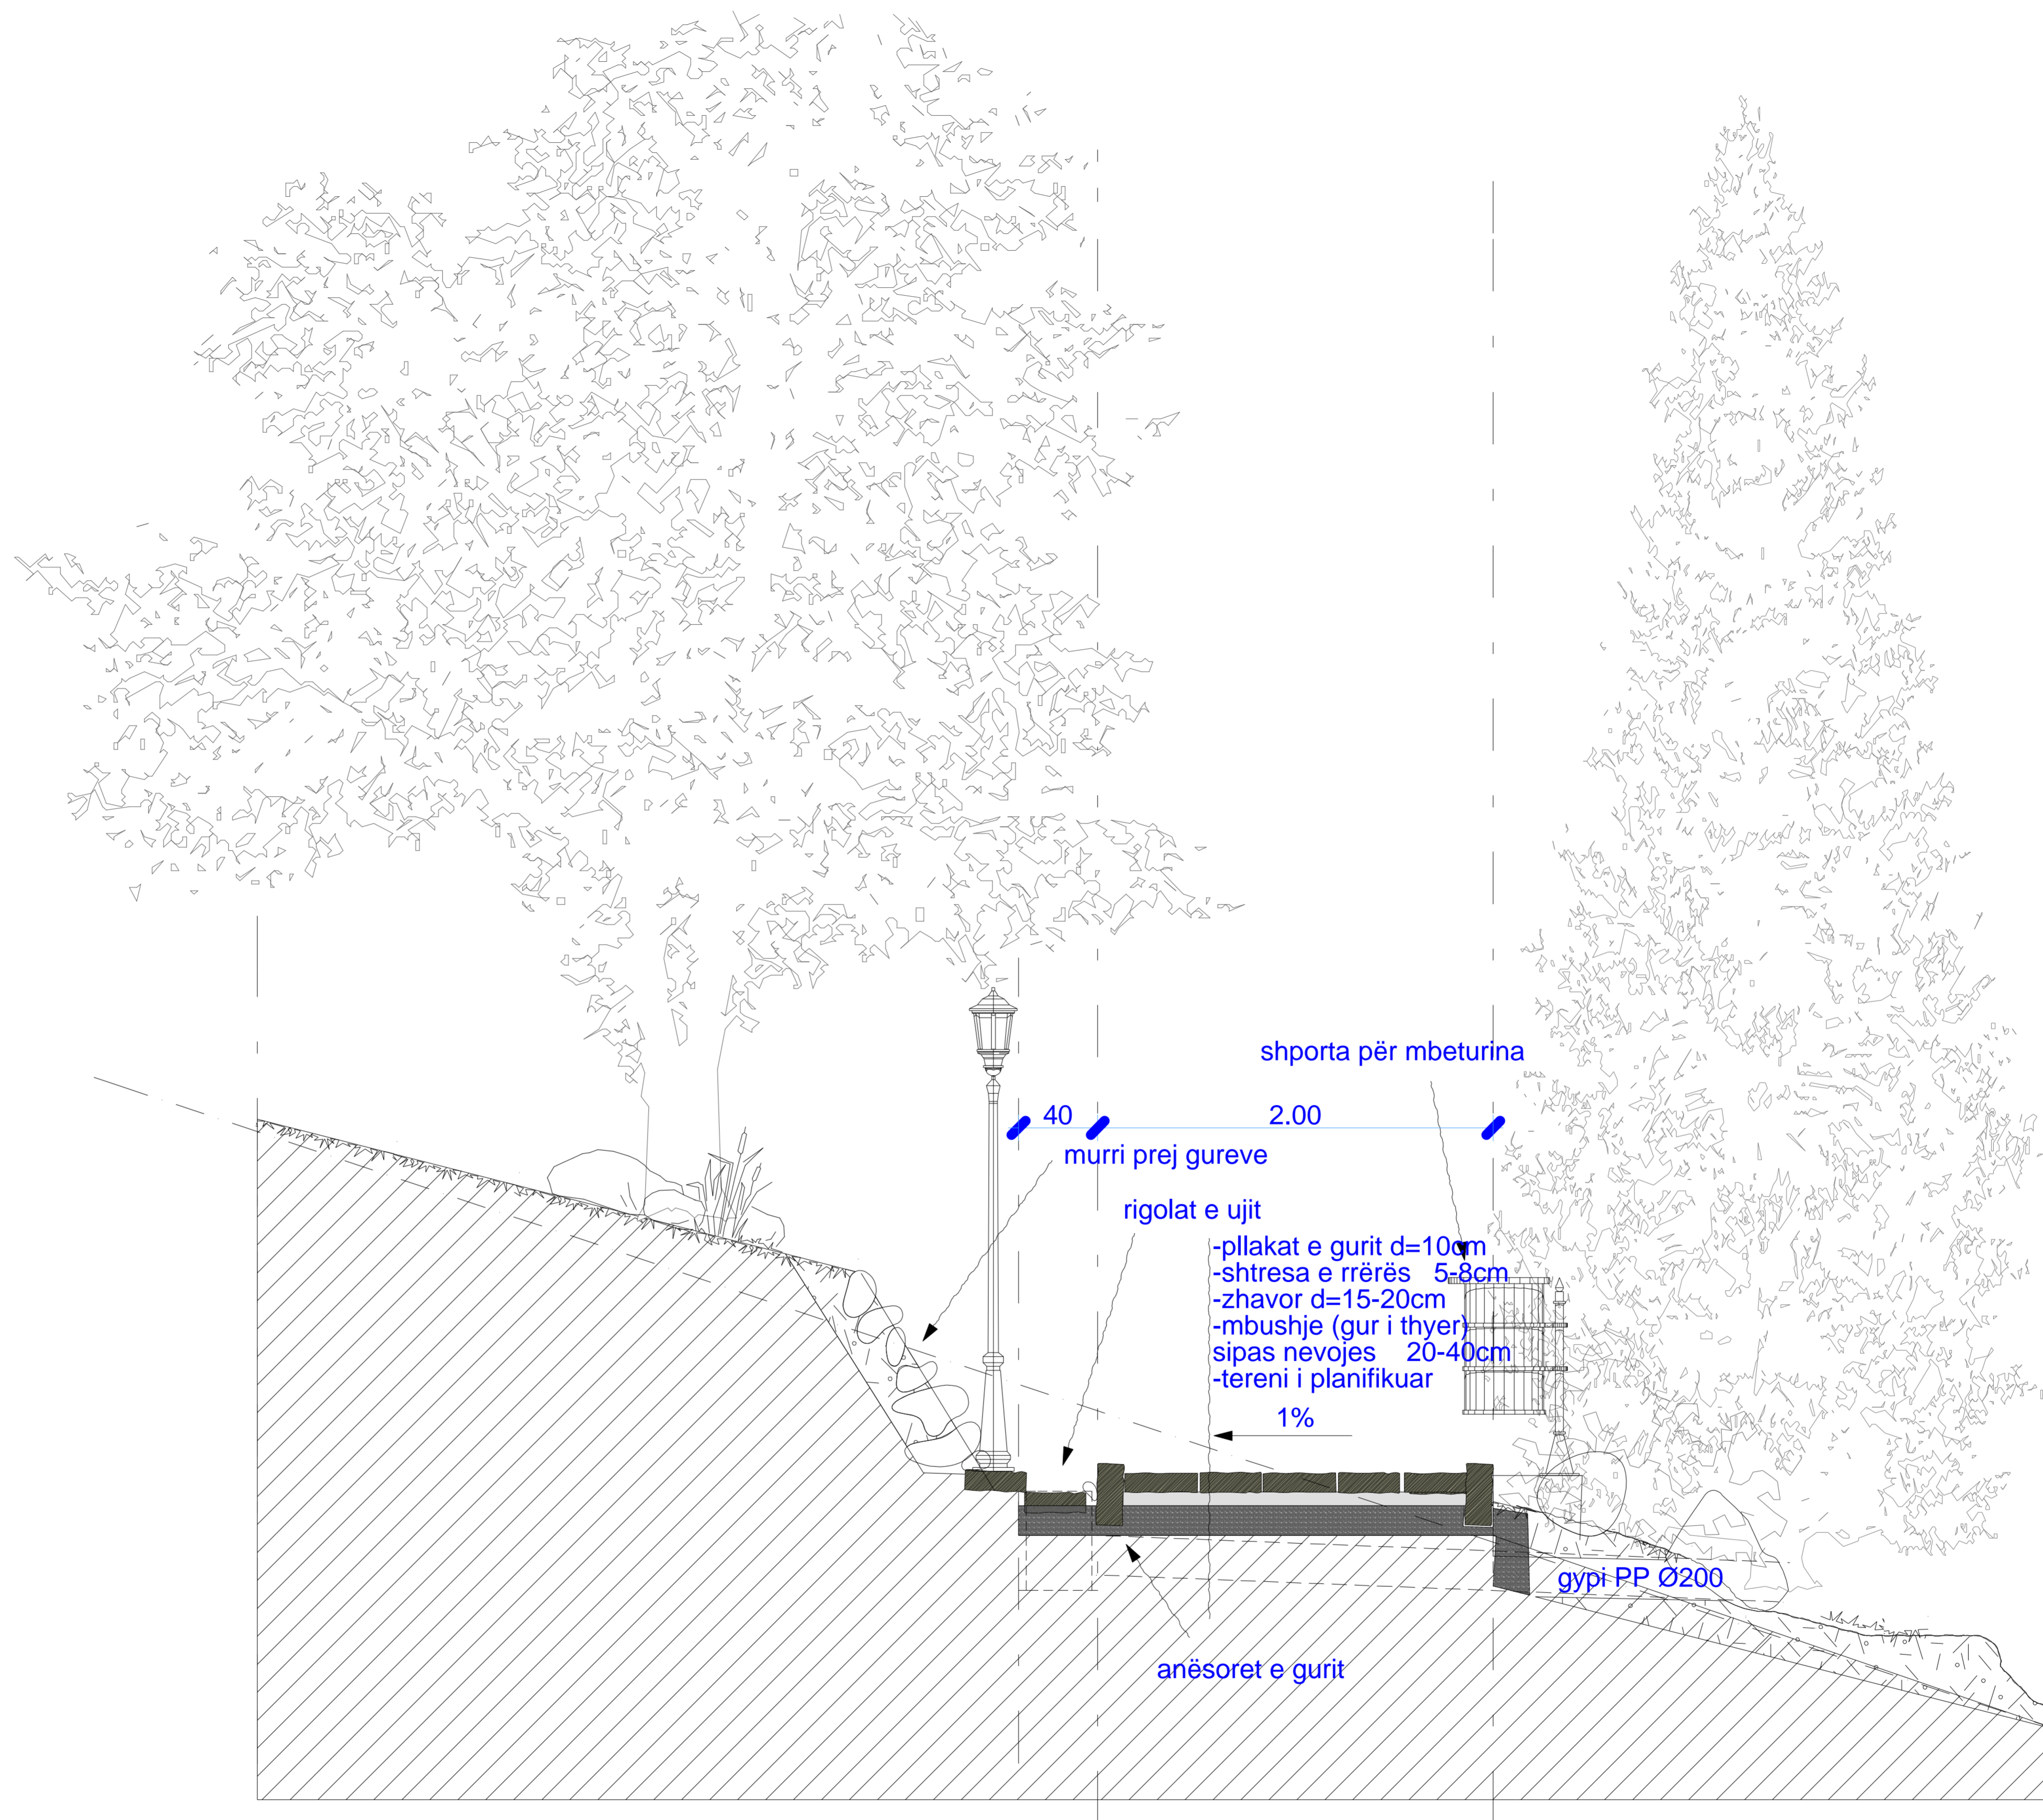 shporta për mbeturina
40
2.00
murri prej gureve
rigolat e ujit
-pllakat e gurit d=10cm
-shtresa e rrërës 5-8cm
-zhavor d=15-20cm
-mbushje (gur i thyer)
sipas nevojes 20-40cm
-tereni i planifikuar
1%
gypi PP Ø200
anësoret e gurit